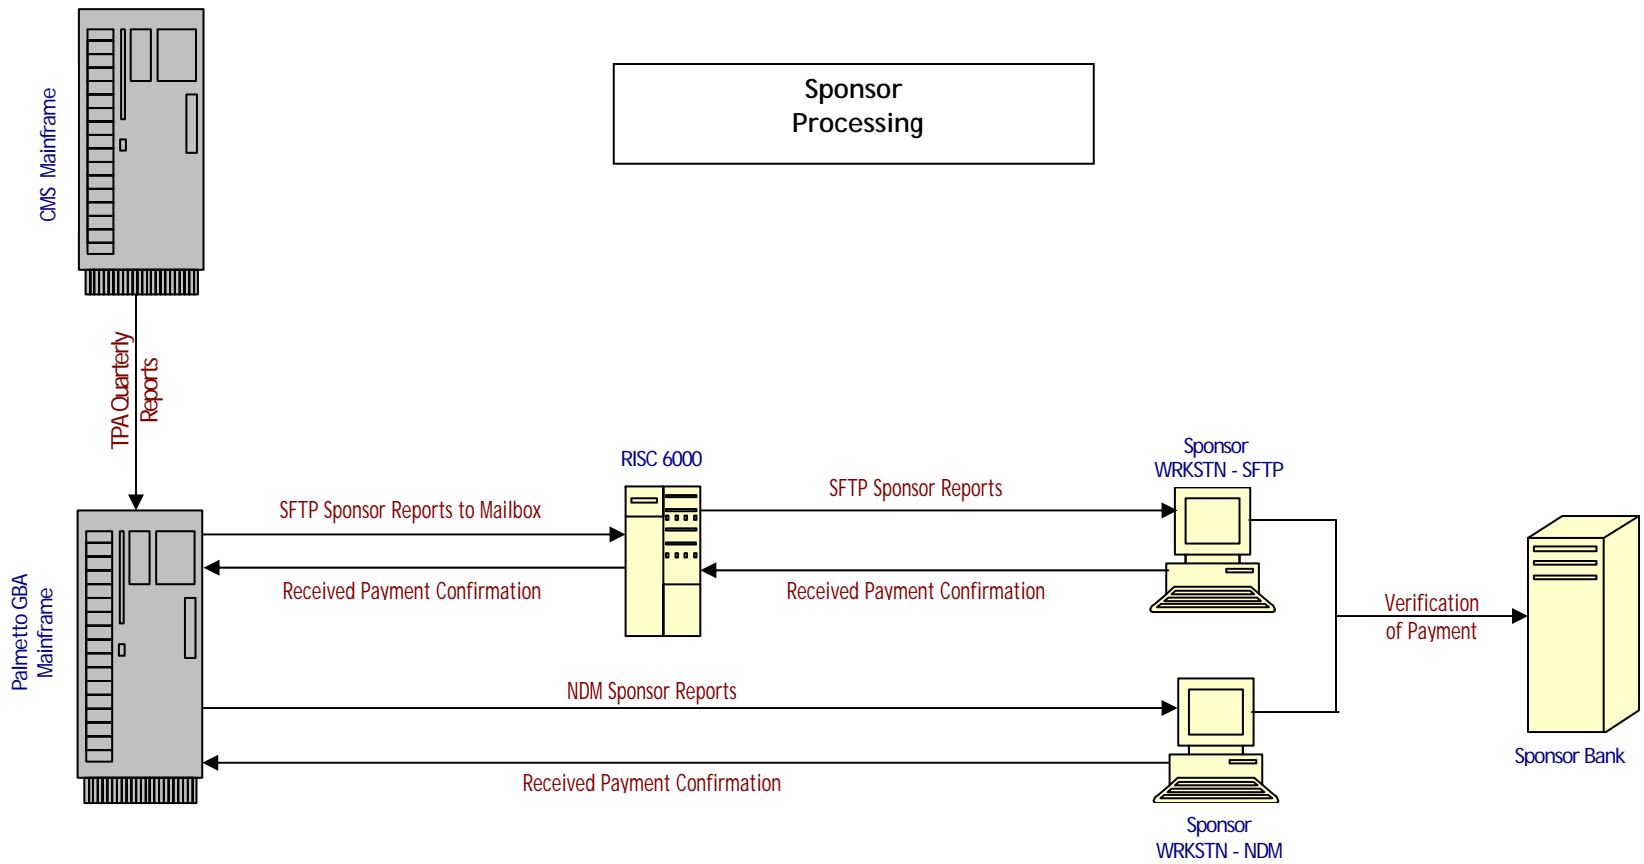 Sponsor
Processing
CMS Mainframe
TPA Quarterly
Reports
RISC 6000
Sponsor
WRKSTN - SFTP
SFTP Sponsor Reports to Mailbox
SFTP Sponsor Reports
Received Payment Confirmation
Received Payment Confirmation
Palmetto GBA
Mainframe
Verification
of Payment
NDM Sponsor Reports
Received Payment Confirmation
Sponsor Bank
Sponsor
WRKSTN - NDM